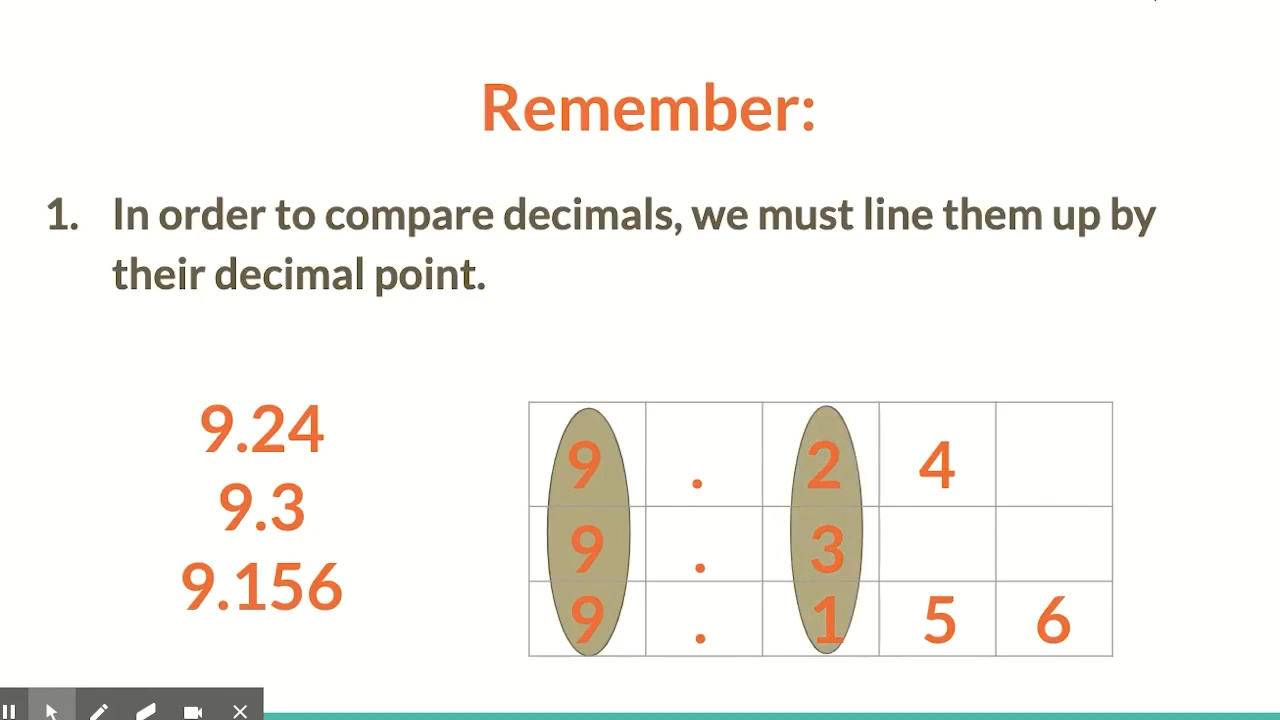 Remember:
1. In order to compare decimals, we must line them up by
their decimal point.
9.24
9.3
9.156
9 . 2 4
9 . 3
9 . 1 5 6